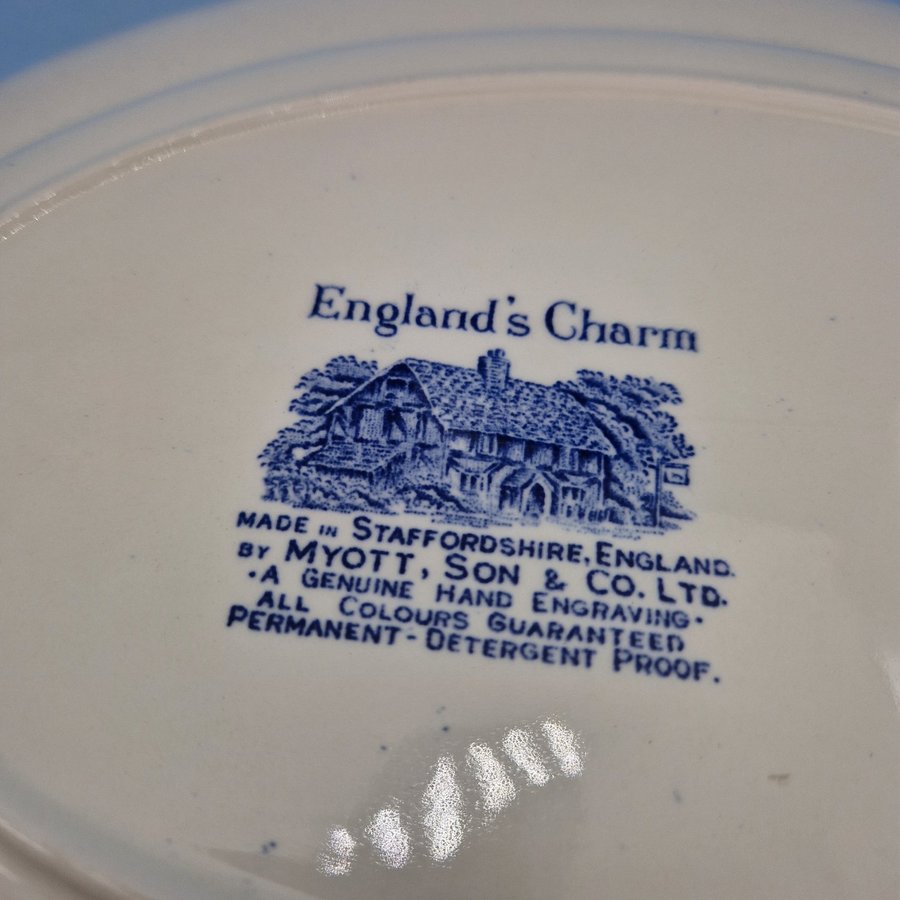 England's Charm
MADE IN STAFFORDSHIRE, ENGLAND.
BY MYOTT, SON & CO. LTD.
·A GENUINE HAND ENGRAVING·
ALL COLOURS GUARANTEED
PERMANENT-DETERGENT PROOF.